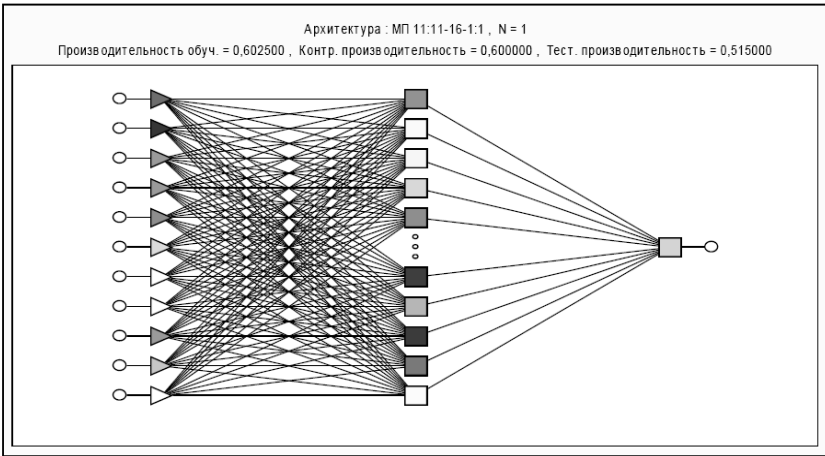 Архитектура : МП 11:11-16-1:1 , N = 1
Производительность обуч. = 0,602500 , Контр. производительность = 0,600000 , Тест. производительность = 0,515000